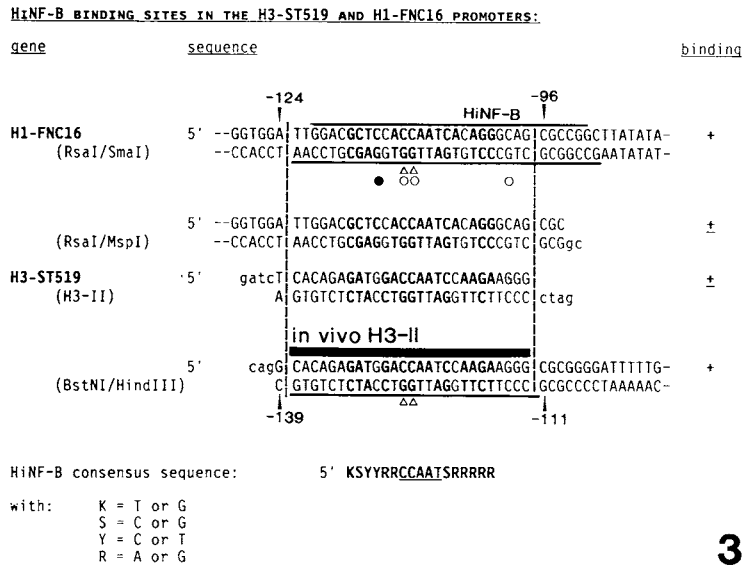 HiNF-B BINDING SITES IN THE H3-ST519 AND H1-FNC16 PROMOTERS:
gene sequence binding
-124 -96
HiNF-B
H1-FNC16 5' --GGTGGA TTGGACGCTCCACCAATCACAGGGCAG CGCCGGCTTATATA- +
(RsaI/SmaI) --CCACCT AACCTGCGAGGTGGTTAGTGTCCCGTC GCGGCCGAATATAT-
△△
● ○○ ○
5' --GGTGGA TTGGACGCTCCACCAATCACAGGGCAG CGC ±
(RsaI/MspI) --CCACCT AACCTGCGAGGTGGTTAGTGTCCCGTC GCGgc
H3-ST519 5' gatcT CACAGAGATGGACCAATCCAAGAAGGG ±
(H3-II) A GTGTCTCTACCTGGTTAGGTTCTTCCC ctag
in vivo H3-II
5' cagG CACAGAGATGGACCAATCCAAGAAGGG CGCGGGGATTTTTG- +
(BstNI/HindIII) C GTGTCTCTACCTGGTTAGGTTCTTCCC GCGCCCCTAAAAAC-
△△
-139 -111
HiNF-B consensus sequence: 5' KSYYRRCCAATSRRRRR
with: K = T or G
S = C or G
Y = C or T
R = A or G
3